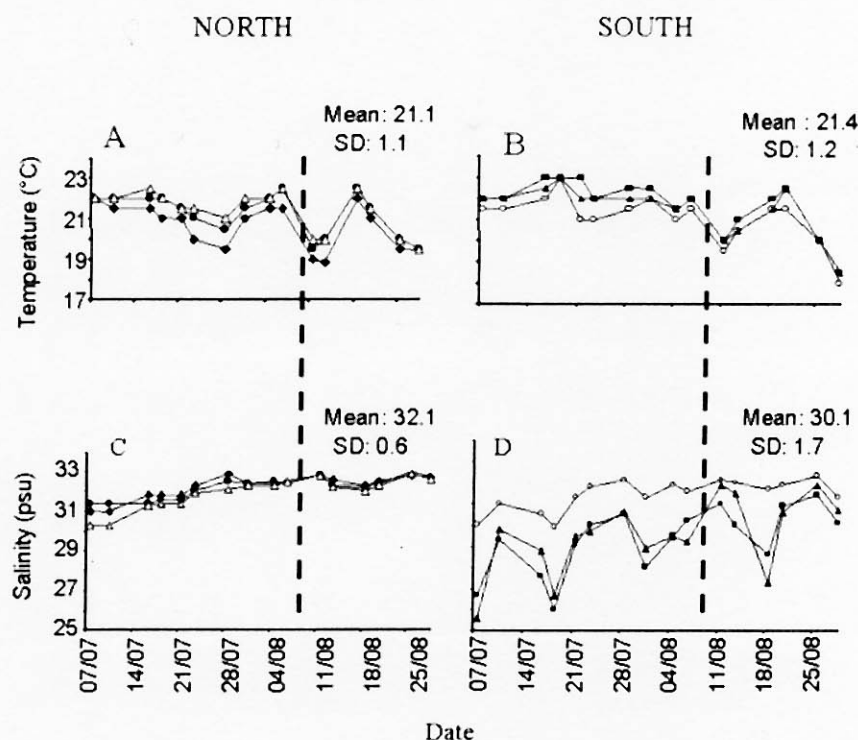 NORTH SOUTH
A
Mean: 21.1
SD: 1.1
B
Mean : 21.4
SD: 1.2
Temperature (°C)
23
21
19
17
C
Mean: 32.1
SD: 0.6
D
Mean: 30.1
SD: 1.7
Salinity (psu)
33
31
29
27
25
07/07 14/07 21/07 28/07 04/08 11/08 18/08 25/08
07/07 14/07 21/07 28/07 04/08 11/08 18/08 25/08
Date